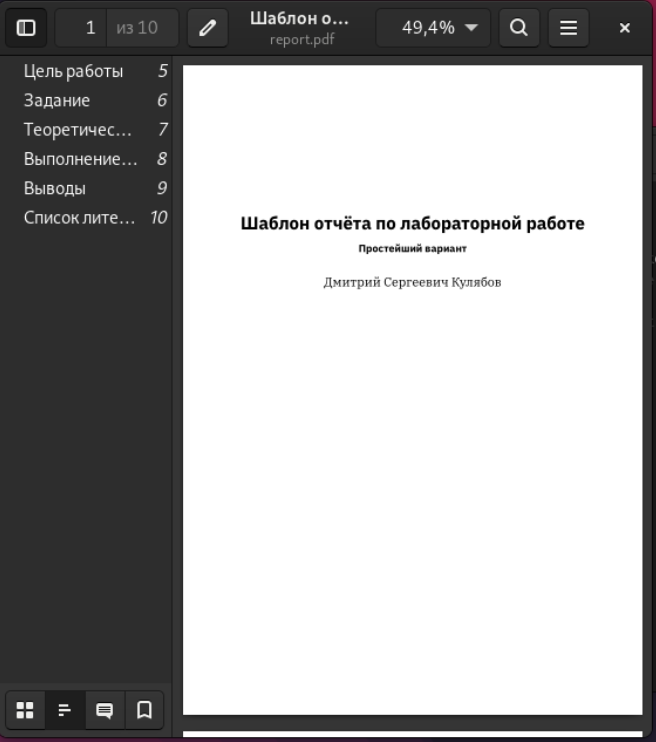 1 из 10
Шаблон о...
report.pdf
49,4%
Цель работы 5
Задание 6
Теоретичес... 7
Выполнение... 8
Выводы 9
Список лите... 10
Шаблон отчёта по лабораторной работе
Простейший вариант
Дмитрий Сергеевич Кулябов